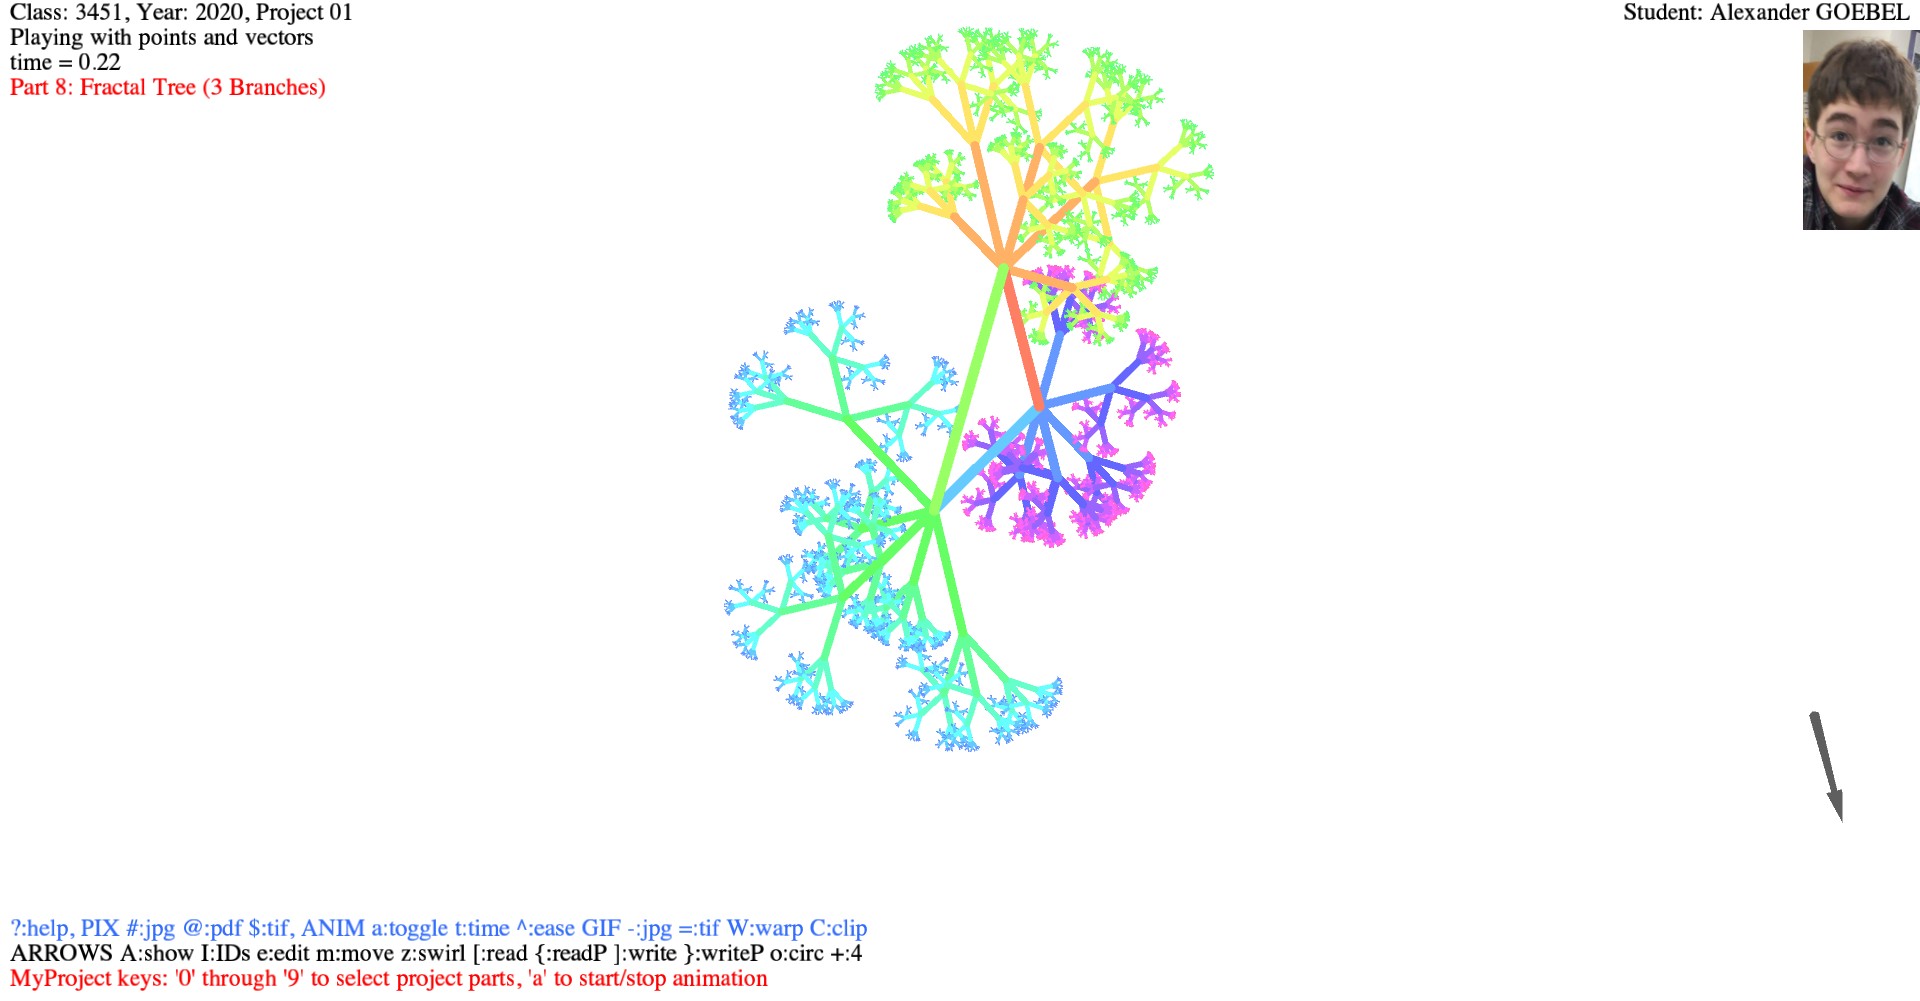 Class: 3451, Year: 2020, Project 01
Student: Alexander GOEBEL
Playing with points and vectors
time = 0.22
Part 8: Fractal Tree (3 Branches)
?:help, PIX #:jpg @:pdf $:tif, ANIM a:toggle t:time ^:ease GIF -:jpg =:tif W:warp C:clip
ARROWS A:show I:IDs e:edit m:move z:swirl [:read {:readP ]:write }:writeP o:circ +:4
MyProject keys: '0' through '9' to select project parts, 'a' to start/stop animation